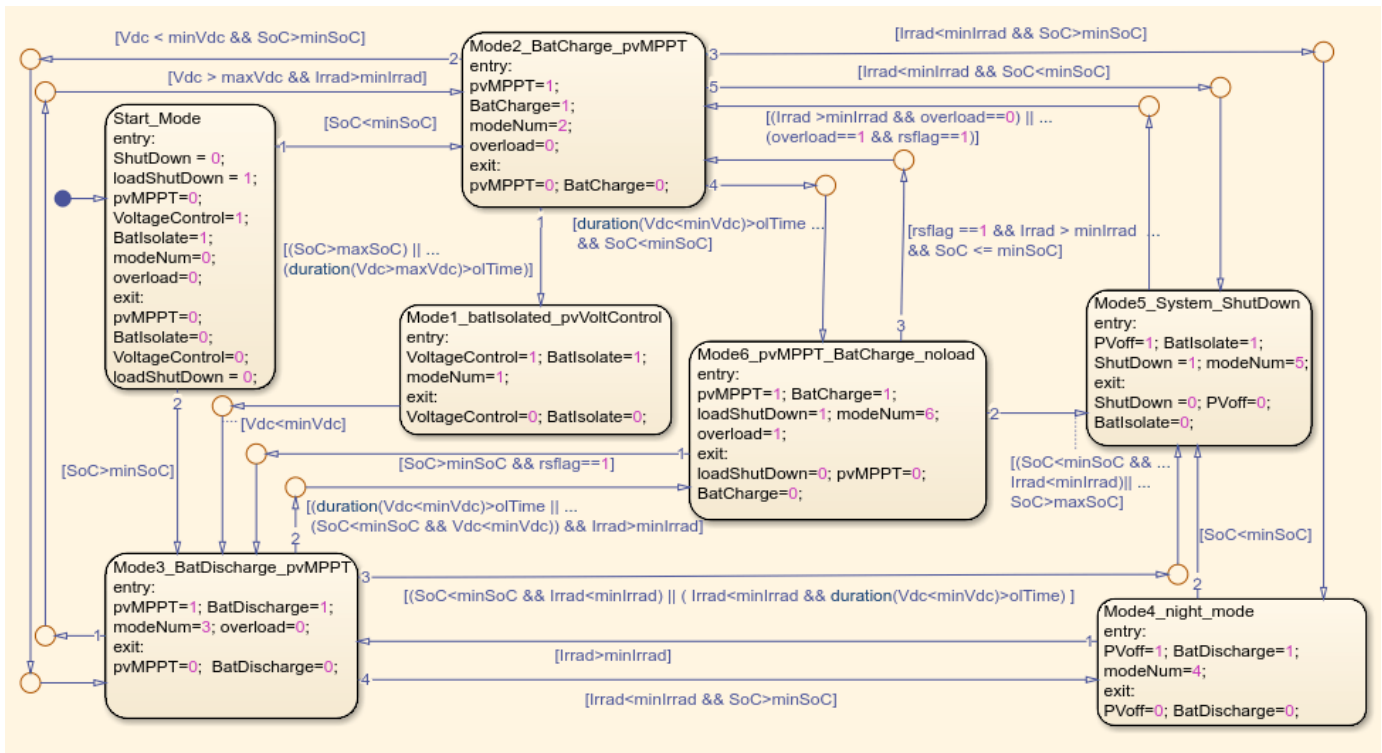 [Vdc < minVdc && SoC>minSoC]
2
[Vdc > maxVdc && Irrad>minIrrad]
Start_Mode
entry:
ShutDown = 0;
loadShutDown = 1;
pvMPPT=0;
VoltageControl=1;
BatIsolate=1;
modeNum=0;
overload=0;
exit:
pvMPPT=0;
BatIsolate=0;
VoltageControl=0;
loadShutDown = 0;
[SoC<minSoC]
1
2
[SoC>minSoC]
Mode2_BatCharge_pvMPPT
entry:
pvMPPT=1;
BatCharge=1;
modeNum=2;
overload=0;
exit:
pvMPPT=0; BatCharge=0;
3
[Irrad<minIrrad && SoC>minSoC]
5
[Irrad<minIrrad && SoC<minSoC]
[(Irrad >minIrrad && overload==0) || ...
(overload==1 && rsflag==1)]
1
4
1
[duration(Vdc<minVdc)>olTime ...
&& SoC<minSoC]
[rsflag ==1 && Irrad > minIrrad ...
&& SoC <= minSoC]
[(SoC>maxSoC) || ...
(duration(Vdc>maxVdc)>olTime)]
Mode1_batIsolated_pvVoltControl
entry:
VoltageControl=1; BatIsolate=1;
modeNum=1;
exit:
VoltageControl=0; BatIsolate=0;
[Vdc<minVdc]
3
Mode6_pvMPPT_BatCharge_noload
entry:
pvMPPT=1; BatCharge=1;
loadShutDown=1; modeNum=6;
overload=1;
exit:
loadShutDown=0; pvMPPT=0;
BatCharge=0;
2
Mode5_System_ShutDown
entry:
PVoff=1; BatIsolate=1;
ShutDown =1; modeNum=5;
exit:
ShutDown =0; PVoff=0;
BatIsolate=0;
[SoC>minSoC && rsflag==1]
1
[(SoC<minSoC && ...
Irrad<minIrrad)|| ...
SoC>maxSoC]
[(duration(Vdc<minVdc)>olTime || ...
(SoC<minSoC && Vdc<minVdc)) && Irrad>minIrrad]
2
[SoC<minSoC]
2
Mode3_BatDischarge_pvMPPT
entry:
pvMPPT=1; BatDischarge=1;
modeNum=3; overload=0;
exit:
pvMPPT=0; BatDischarge=0;
1
3
[(SoC<minSoC && Irrad<minIrrad) || ( Irrad<minIrrad && duration(Vdc<minVdc)>olTime) ]
1
[Irrad>minIrrad]
4
[Irrad<minIrrad && SoC>minSoC]
Mode4_night_mode
entry:
PVoff=1; BatDischarge=1;
modeNum=4;
exit:
PVoff=0; BatDischarge=0;